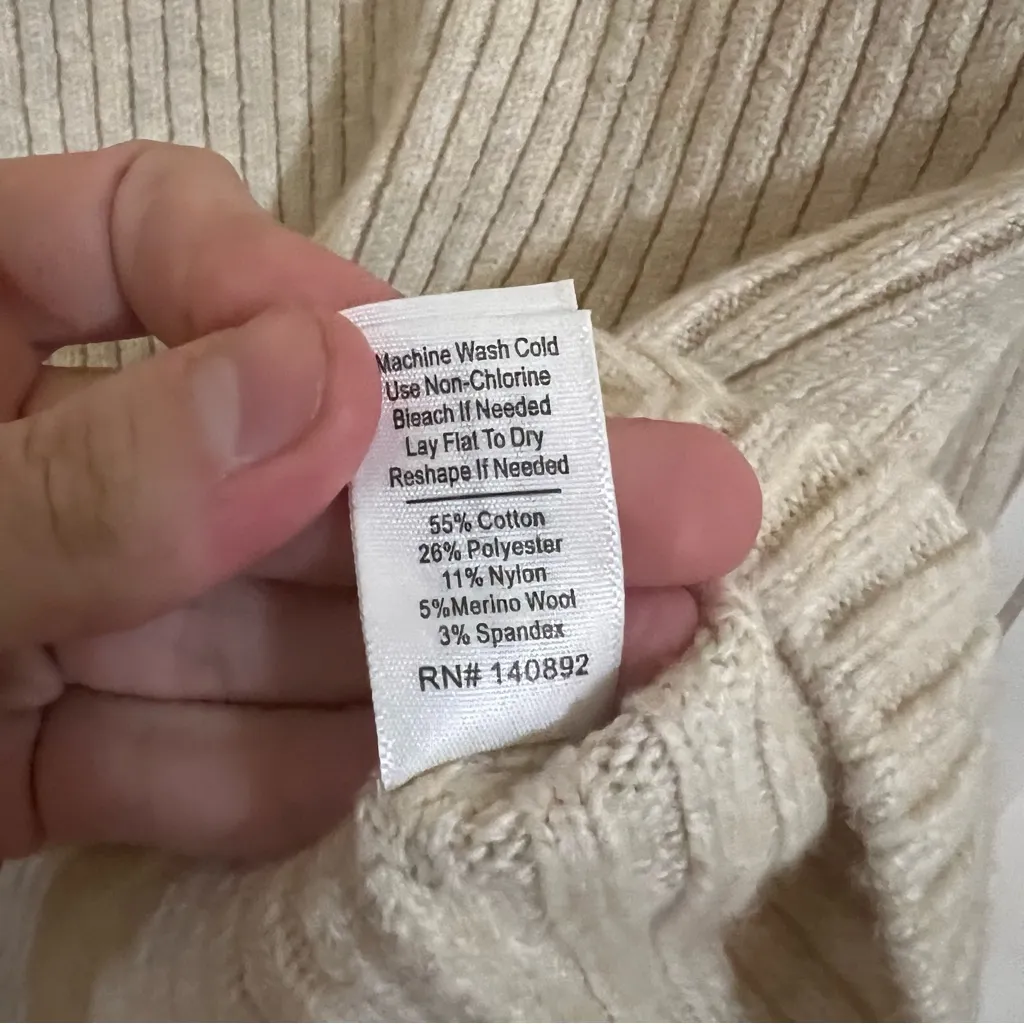 Machine Wash Cold
Use Non-Chlorine
Bleach If Needed
Lay Flat To Dry
Reshape If Needed
55% Cotton
26% Polyester
11% Nylon
5%Merino Wool
3% Spandex
RN# 140892